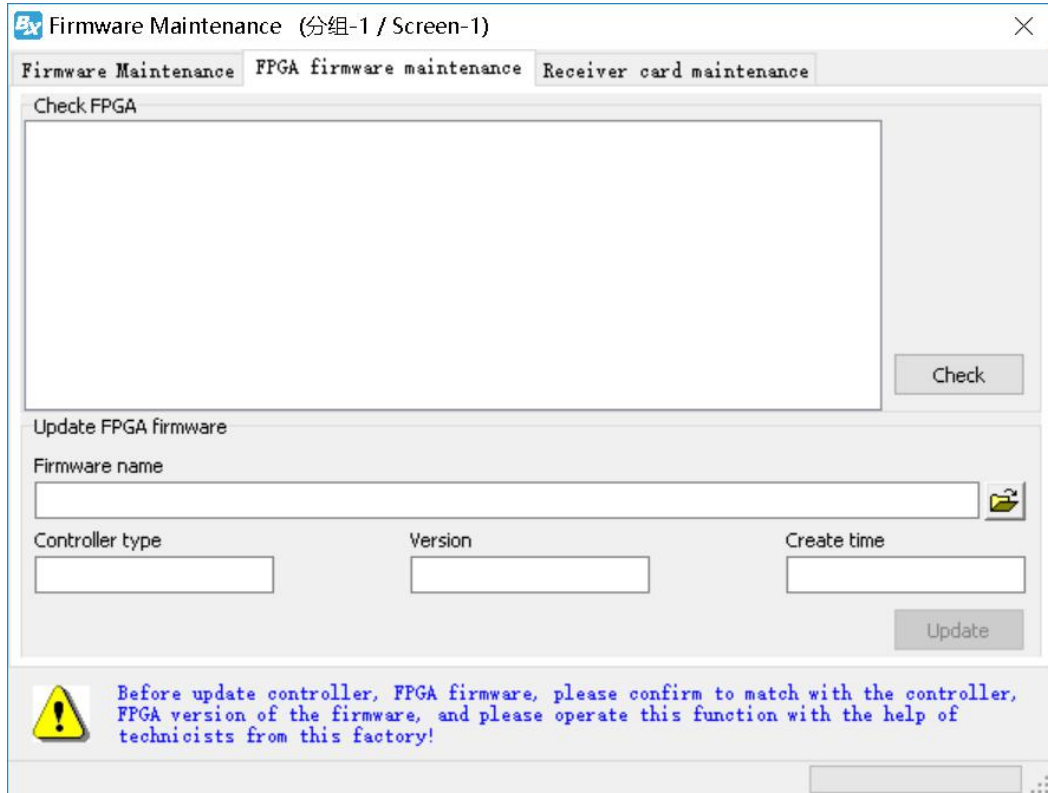 BX Firmware Maintenance (分组-1 / Screen-1)
Firmware Maintenance FPGA firmware maintenance Receiver card maintenance
Check FPGA
Check
Update FPGA firmware
Firmware name
Controller type Version Create time
Update
Before update controller, FPGA firmware, please confirm to match with the controller,
FPGA version of the firmware, and please operate this function with the help of
technicists from this factory!